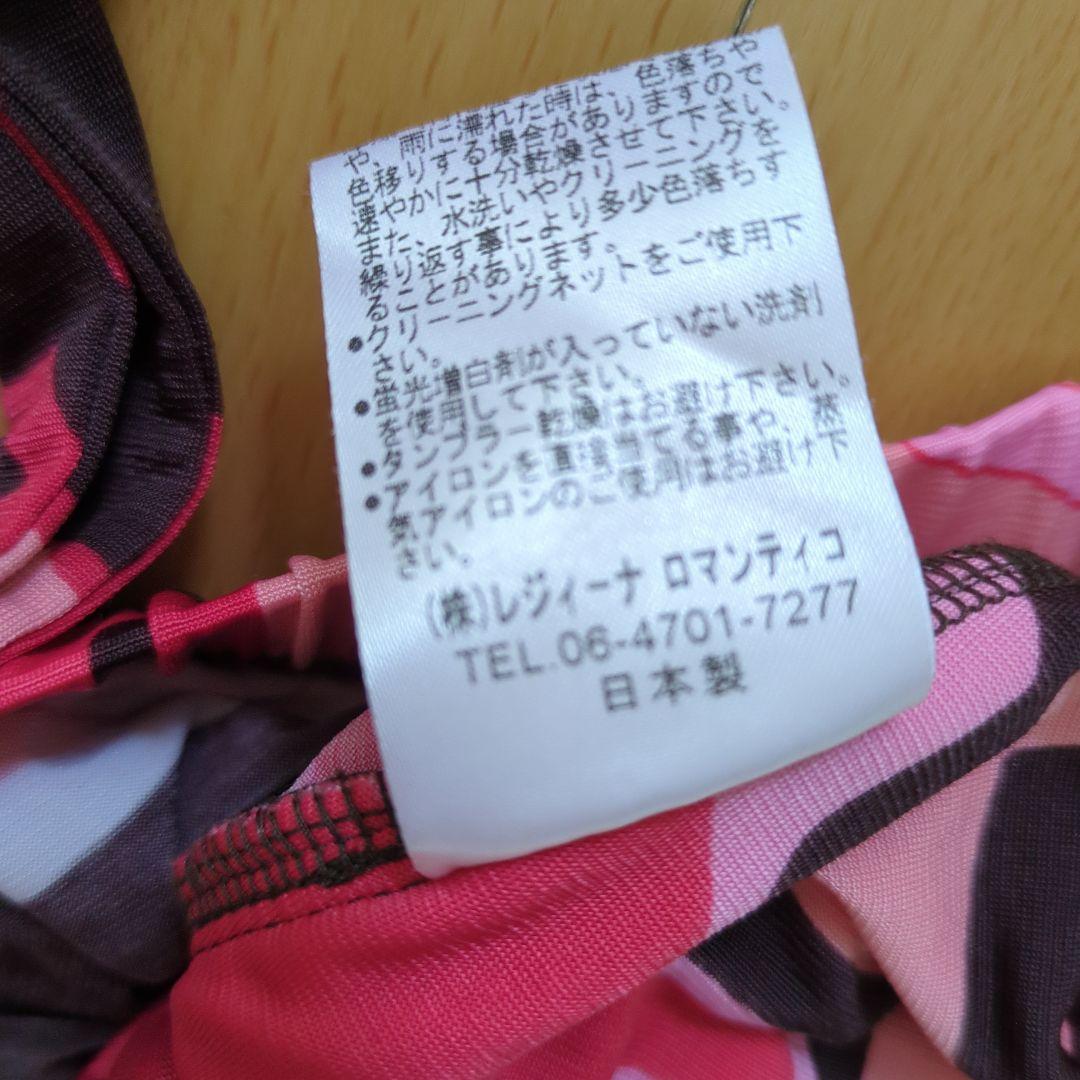 や、雨に濡れた時は、色落ちや
色移りする場合がありますので
速やかに十分乾燥させて下さい。
また、水洗いやクリーニングを
繰り返す事により多少色落ちす
る事があります。
•クリーニングネットをご使用下
さい。
•蛍光増白剤が入っていない洗剤
を使用して下さい。
•タンブラー乾燥はお避け下さい。
•アイロンを直接当てる事や、蒸
気アイロンのご使用はお避け下
さい。
(株)レジィーナ ロマンティコ
TEL.06-4701-7277
日本製